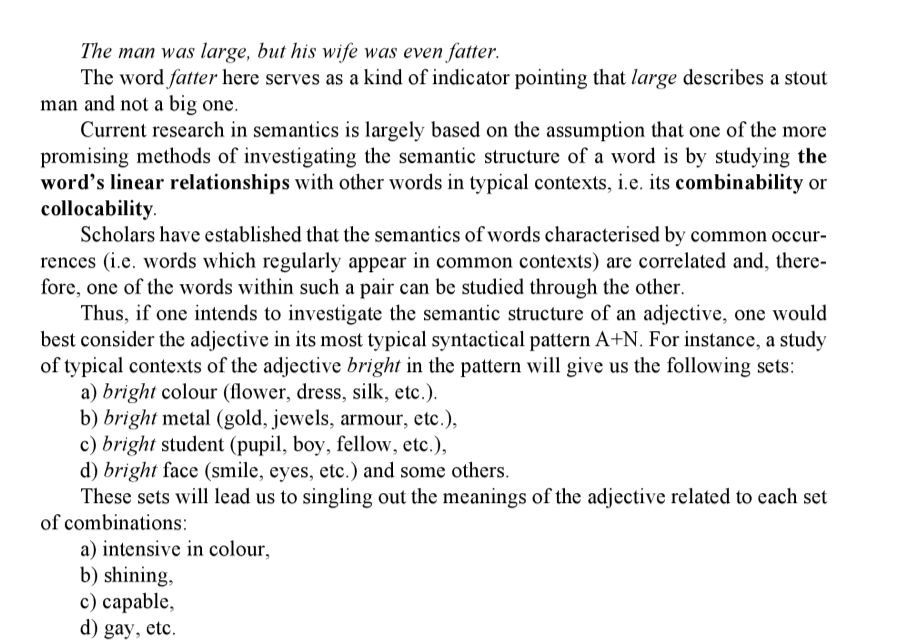 The man was large, but his wife was even fatter.
The word fatter here serves as a kind of indicator pointing that large describes a stout
man and not a big one.
Current research in semantics is largely based on the assumption that one of the more
promising methods of investigating the semantic structure of a word is by studying the
word's linear relationships with other words in typical contexts, i.e. its combinability or
collocability.
Scholars have established that the semantics of words characterised by common occur-
rences (i.e. words which regularly appear in common contexts) are correlated and, there-
fore, one of the words within such a pair can be studied through the other.
Thus, if one intends to investigate the semantic structure of an adjective, one would
best consider the adjective in its most typical syntactical pattern A+N. For instance, a study
of typical contexts of the adjective bright in the pattern will give us the following sets:
a) bright colour (flower, dress, silk, etc.).
b) bright metal (gold, jewels, armour, etc.),
c) bright student (pupil, boy, fellow, etc.),
d) bright face (smile, eyes, etc.) and some others.
These sets will lead us to singling out the meanings of the adjective related to each set
of combinations:
a) intensive in colour,
b) shining,
c) capable,
d) gay, etc.